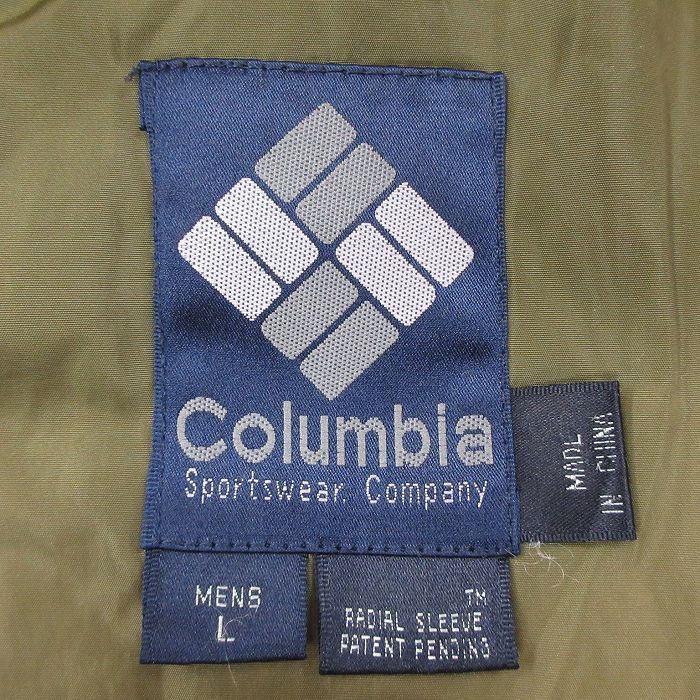 Columbia
Sportswear. Company
MADE
IN CHINA
MENS
L
TM
RADIAL SLEEVE
PATENT PENDING